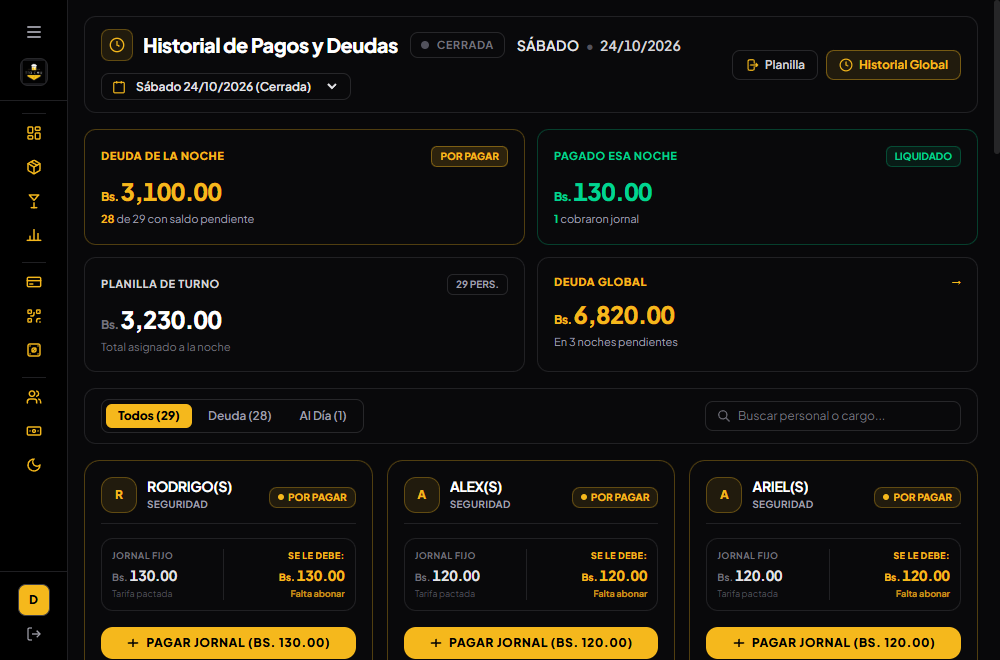 Historial de Pagos y Deudas
CERRADA
SÁBADO • 24/10/2026
Sábado 24/10/2026 (Cerrada)
Planilla
Historial Global
DEUDA DE LA NOCHE
POR PAGAR
Bs. 3,100.00
28 de 29 con saldo pendiente
PAGADO ESA NOCHE
LIQUIDADO
Bs. 130.00
1 cobraron jornal
PLANILLA DE TURNO
29 PERS.
Bs. 3,230.00
Total asignado a la noche
DEUDA GLOBAL
→
Bs. 6,820.00
En 3 noches pendientes
Todos (29)
Deuda (28)
Al Día (1)
Buscar personal o cargo...
R
RODRIGO(S)
SEGURIDAD
POR PAGAR
JORNAL FIJO
SE LE DEBE:
Bs. 130.00
Bs. 130.00
Tarifa pactada
Falta abonar
+ PAGAR JORNAL (BS. 130.00)
A
ALEX(S)
SEGURIDAD
POR PAGAR
JORNAL FIJO
SE LE DEBE:
Bs. 120.00
Bs. 120.00
Tarifa pactada
Falta abonar
+ PAGAR JORNAL (BS. 120.00)
A
ARIEL(S)
SEGURIDAD
POR PAGAR
JORNAL FIJO
SE LE DEBE:
Bs. 120.00
Bs. 120.00
Tarifa pactada
Falta abonar
+ PAGAR JORNAL (BS. 120.00)
D